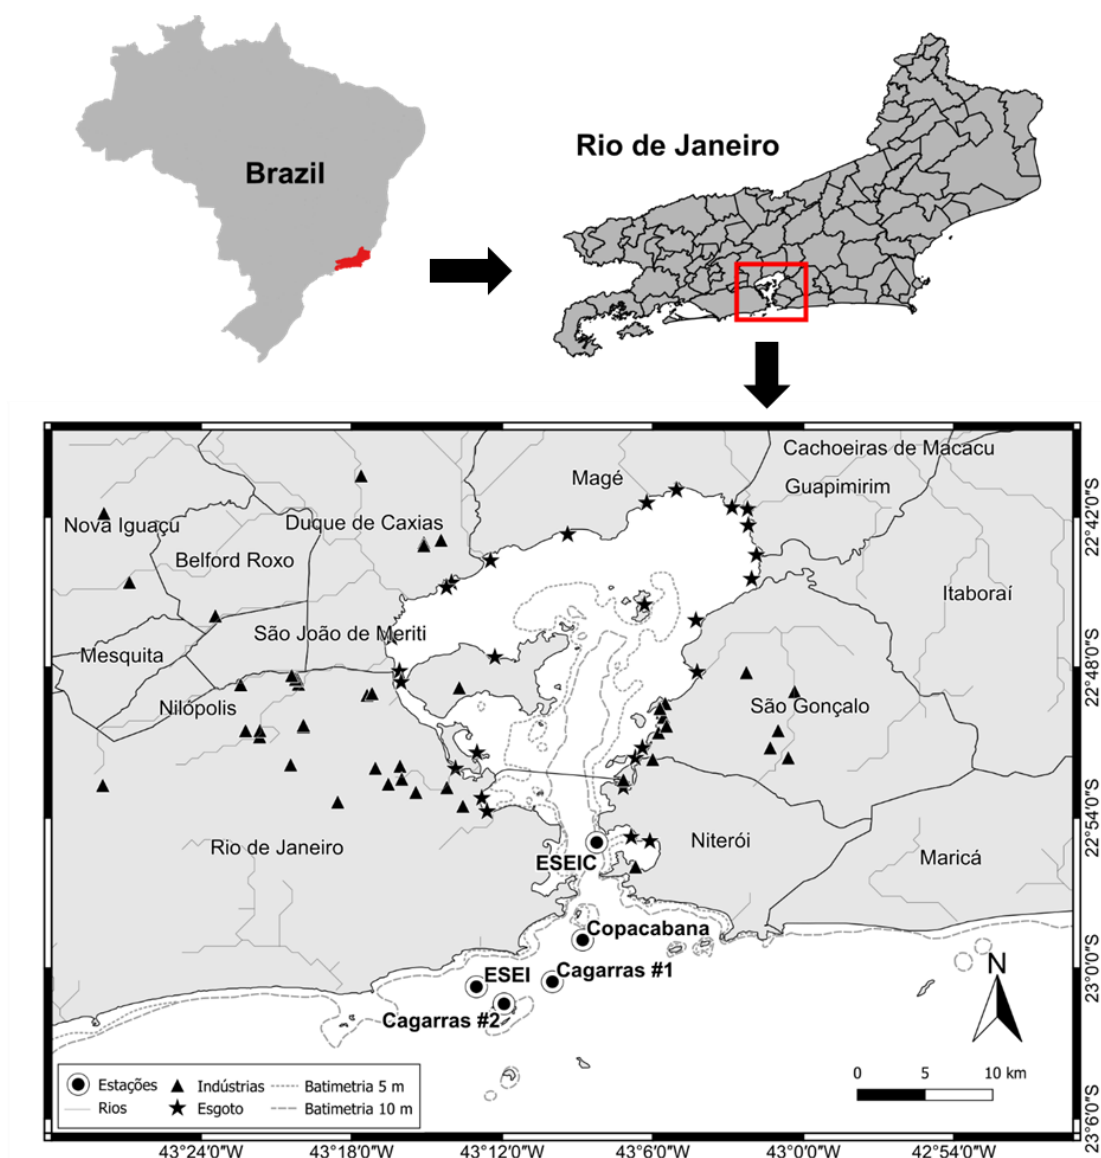 Brazil
Rio de Janeiro
Cachoeiras de Macacu
Magé
Guapimirim
Nova Iguaçu
Duque de Caxias
Belford Roxo
Itaboraí
São João de Meriti
Mesquita
Nilópolis
São Gonçalo
Rio de Janeiro
Niterói
Maricá
ESEIC
Copacabana
ESEI
Cagarras #1
Cagarras #2
N
22°42'0"S
22°48'0"S
22°54'0"S
23°0'0"S
23°6'0"S
Estações
Indústrias
Batimetria 5 m
Rios
Esgoto
Batimetria 10 m
0 5 10 km
43°24'0"W 43°18'0"W 43°12'0"W 43°6'0"W 43°0'0"W 42°54'0"W